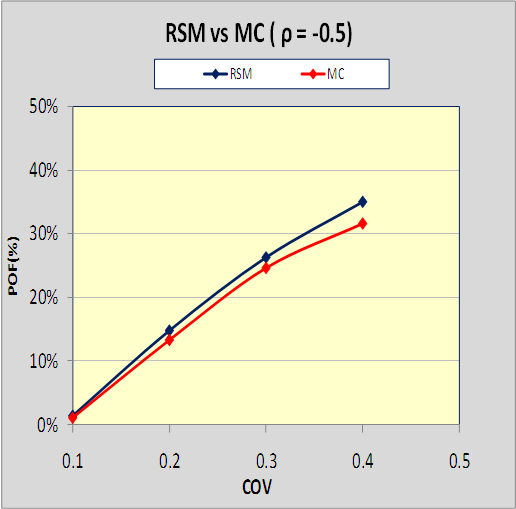 RSM vs MC ( ρ = -0.5)
RSM MC
50%
40%
30%
20%
10%
0%
POF(%)
0.1 0.2 0.3 0.4 0.5
COV